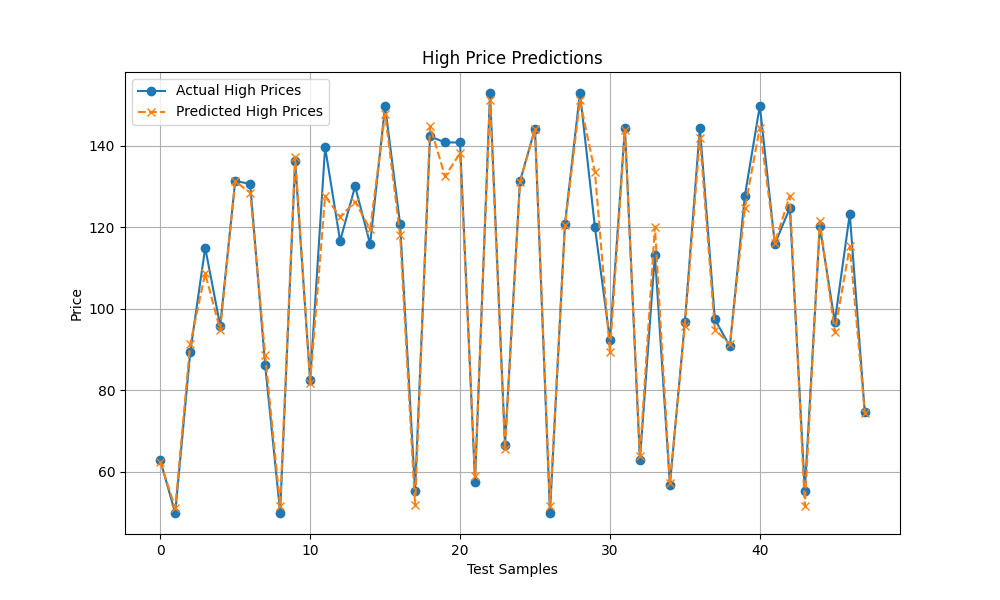 High Price Predictions
Actual High Prices
Predicted High Prices
140
120
100
80
60
Price
0 10 20 30 40
Test Samples